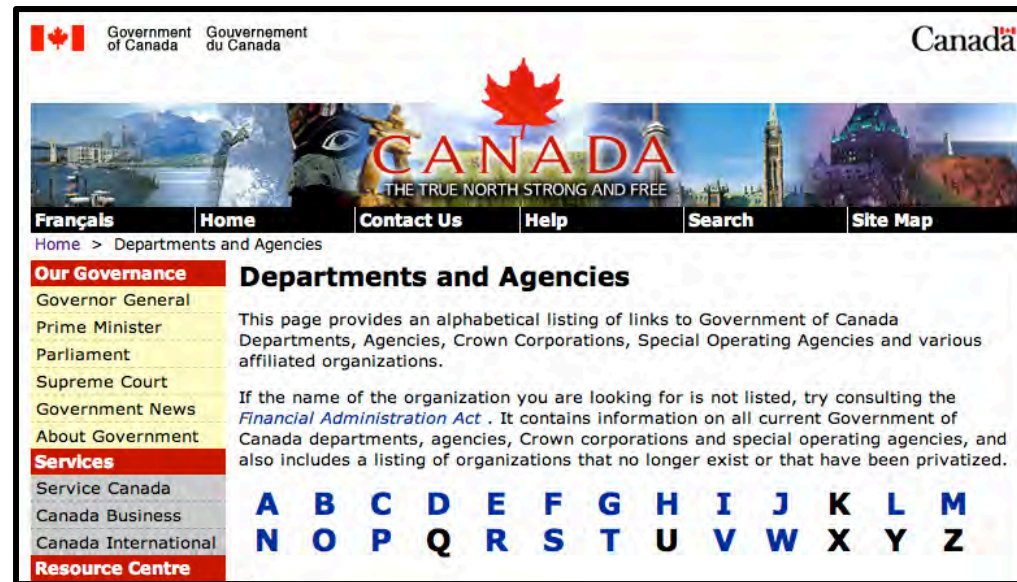 Government of Canada
Gouvernement du Canada
Canada
CANADA
THE TRUE NORTH STRONG AND FREE
Français Home Contact Us Help Search Site Map
Home > Departments and Agencies
Our Governance
Governor General
Prime Minister
Parliament
Supreme Court
Government News
About Government
Services
Service Canada
Canada Business
Canada International
Resource Centre
Departments and Agencies
This page provides an alphabetical listing of links to Government of Canada
Departments, Agencies, Crown Corporations, Special Operating Agencies and various
affiliated organizations.
If the name of the organization you are looking for is not listed, try consulting the
Financial Administration Act . It contains information on all current Government of
Canada departments, agencies, Crown corporations and special operating agencies, and
also includes a listing of organizations that no longer exist or that have been privatized.
A B C D E F G H I J K L M
N O P Q R S T U V W X Y Z